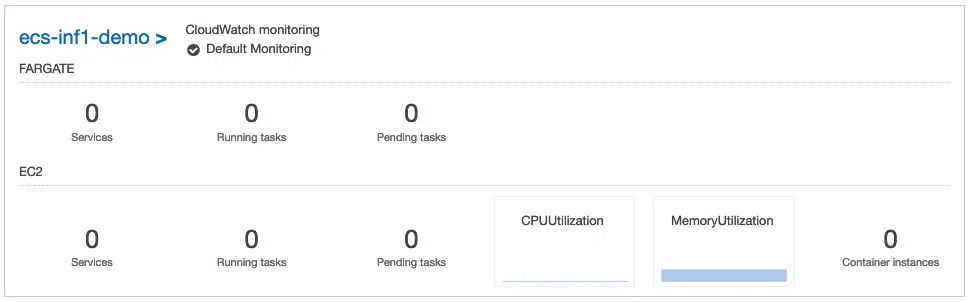 ecs-inf1-demo >
CloudWatch monitoring
Default Monitoring
FARGATE
0 0 0
Services Running tasks Pending tasks
EC2
CPUUtilization MemoryUtilization
0 0 0 0
Services Running tasks Pending tasks Container instances